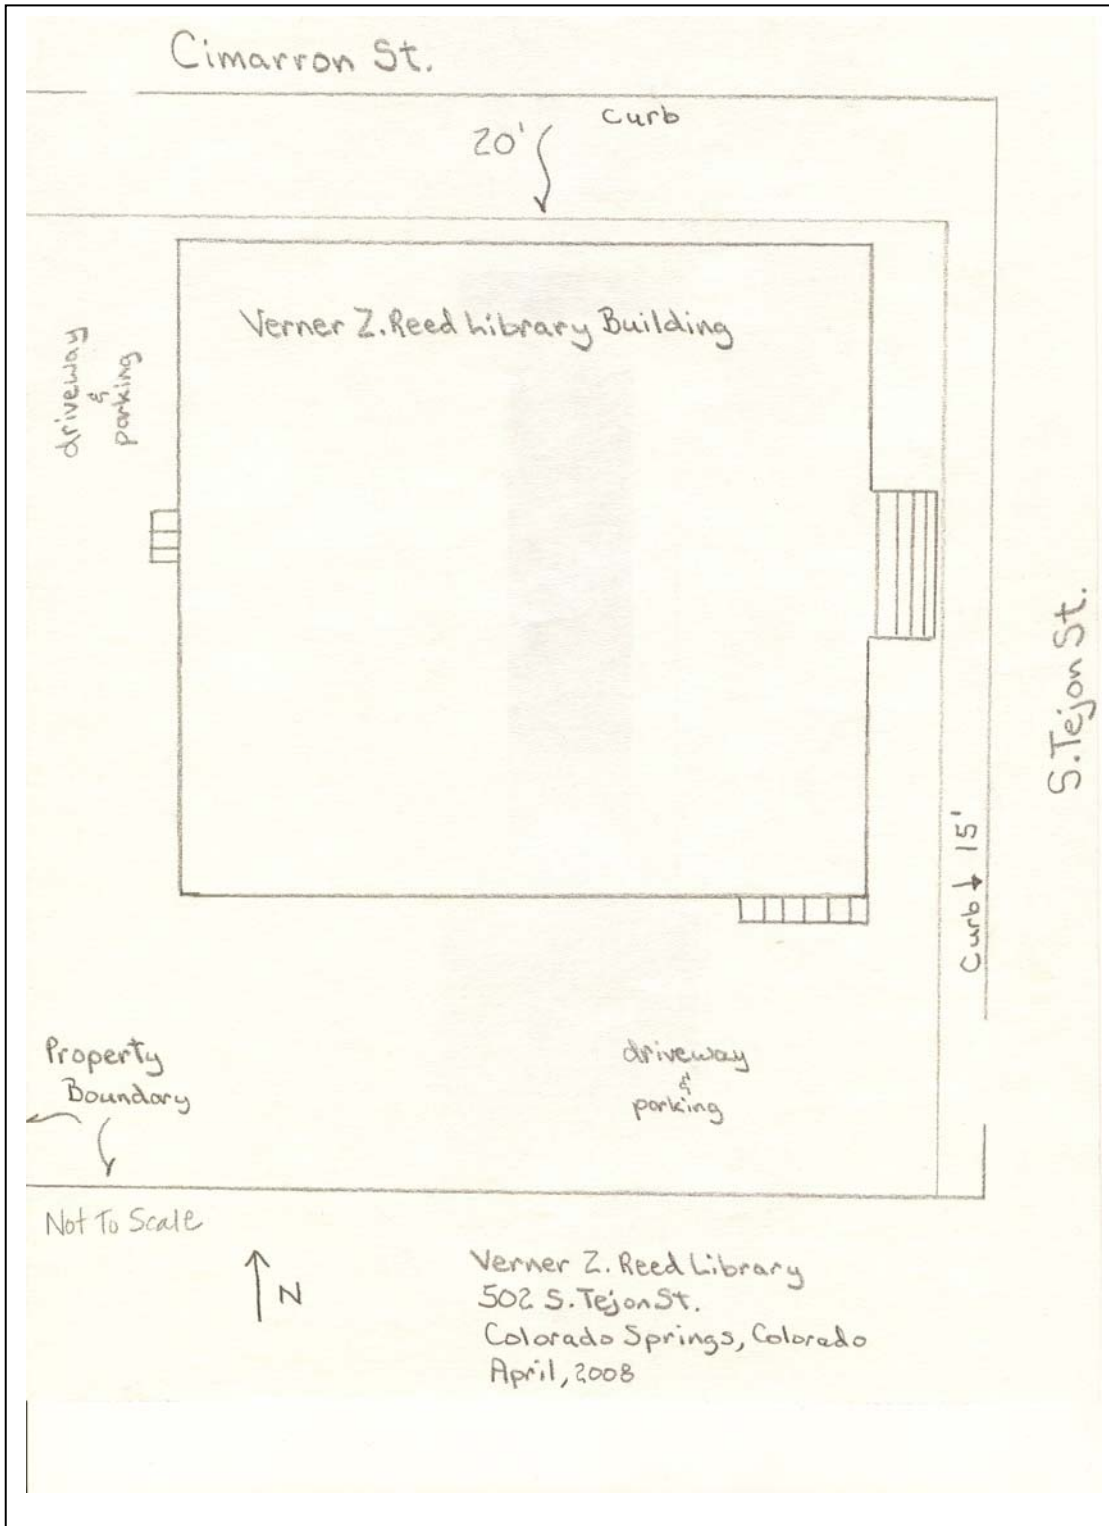 Cimarron St.
Curb
20'
Verner Z. Reed Library Building
driveway
&
parking
S. Tejon St.
Curb 15'
Property
Boundary
driveway
&
parking
Not To Scale
N
Verner Z. Reed Library
502 S. Tejon St.
Colorado Springs, Colorado
April, 2008